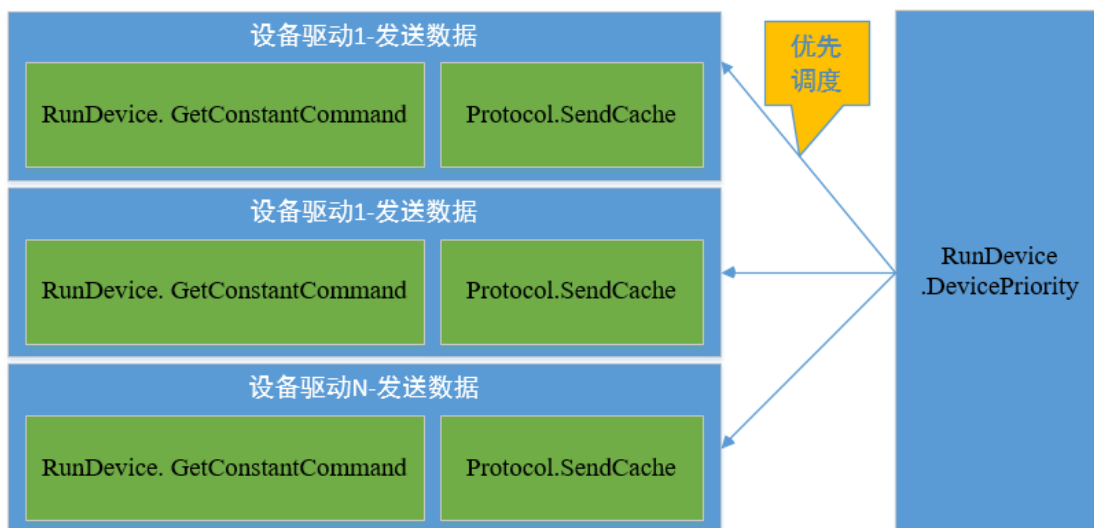 设备驱动1-发送数据
RunDevice. GetConstantCommand
Protocol.SendCache
设备驱动1-发送数据
RunDevice. GetConstantCommand
Protocol.SendCache
设备驱动N-发送数据
RunDevice. GetConstantCommand
Protocol.SendCache
优先
调度
RunDevice
.DevicePriority